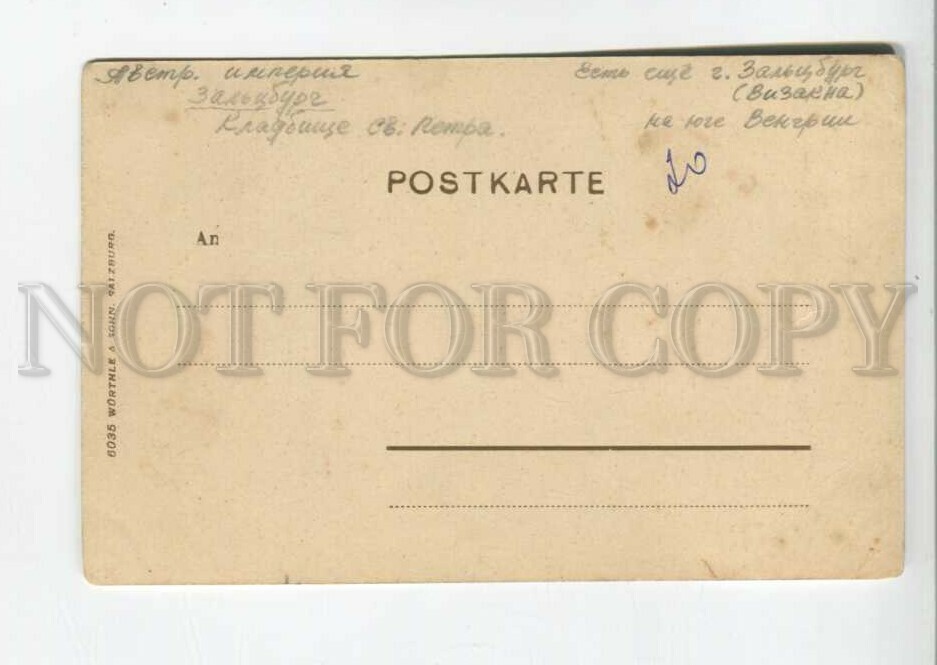 Австр. империя
Зальцбург
Кладбище св. Петра.
Есть ещё г. Зальцбург
(Визакна)
на юге Венгрии
POSTKARTE
An
6035 WÜRTHLE & SOHN, SALZBURG.
NOT FOR COPY